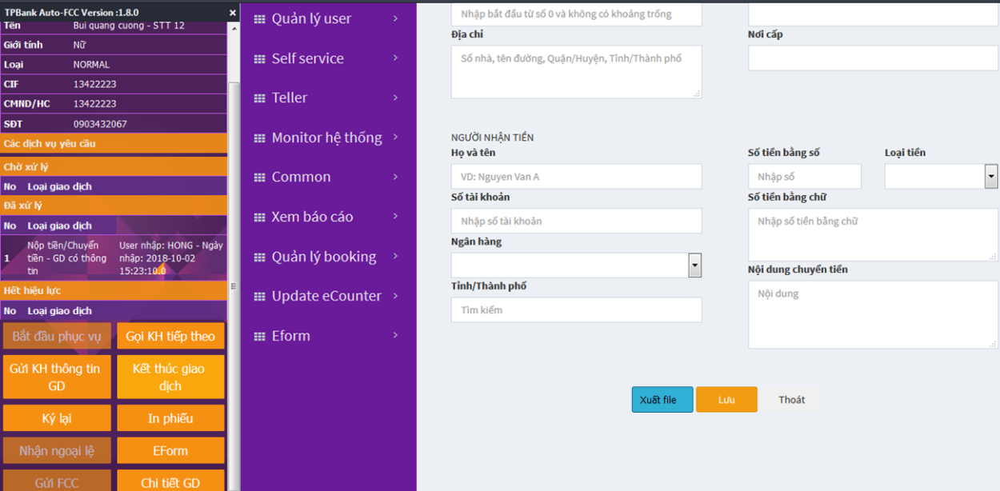 TPBank Auto-FCC Version :1.8.0
×
Tên Bui quang cuong - STT 12
Giới tính Nữ
Loại NORMAL
CIF 13422223
CMND/HC 13422223
SĐT 0903432067
Các dịch vụ yêu cầu
Chờ xử lý
No Loại giao dịch
Đã xử lý
No Loại giao dịch
1 Nộp tiền/Chuyển tiền - GD có thông tin
User nhập: HONG - Ngày nhập: 2018-10-02 15:23:10.0
Hết hiệu lực
No Loại giao dịch
Bắt đầu phục vụ
Gọi KH tiếp theo
Gửi KH thông tin
GD
Kết thúc giao
dịch
Ký lại
In phiếu
Nhận ngoại lệ
EForm
Gửi FCC
Chi tiết GD
Quản lý user
Self service
Teller
Monitor hệ thống
Common
Xem báo cáo
Quản lý booking
Update eCounter
Eform
Nhập bắt đầu từ số 0 và không có khoảng trống
Địa chỉ
Số nhà, tên đường, Quận/Huyện, Tỉnh/Thành phố
Nơi cấp
NGƯỜI NHẬN TIỀN
Họ và tên
VD: Nguyen Van A
Số tài khoản
Nhập số tài khoản
Ngân hàng
Tỉnh/Thành phố
Tìm kiếm
Số tiền bằng số
Nhập số
Loại tiền
Số tiền bằng chữ
Nhập số tiền bằng chữ
Nội dung chuyển tiền
Nội dung
Xuất file
Lưu
Thoát